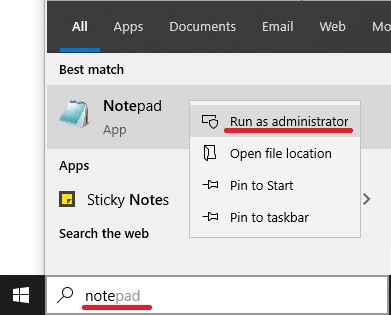 All Apps Documents Email Web Mo
Best match
Notepad
App
Run as administrator
Open file location
Pin to Start
Pin to taskbar
Apps
Sticky Notes
Search the web
notepad